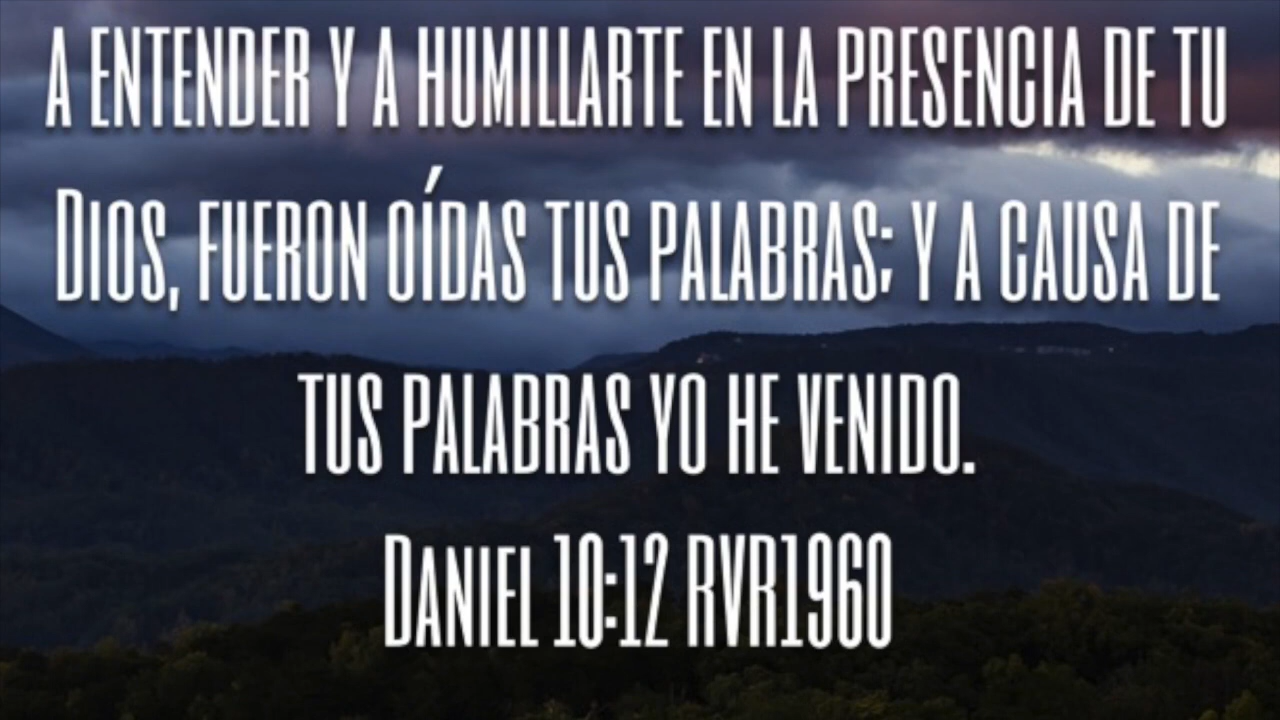 A ENTENDER Y A HUMILLARTE EN LA PRESENCIA DE TU
DIOS, FUERON OÍDAS TUS PALABRAS; Y A CAUSA DE
TUS PALABRAS YO HE VENIDO.
DANIEL 10:12 RVR1960